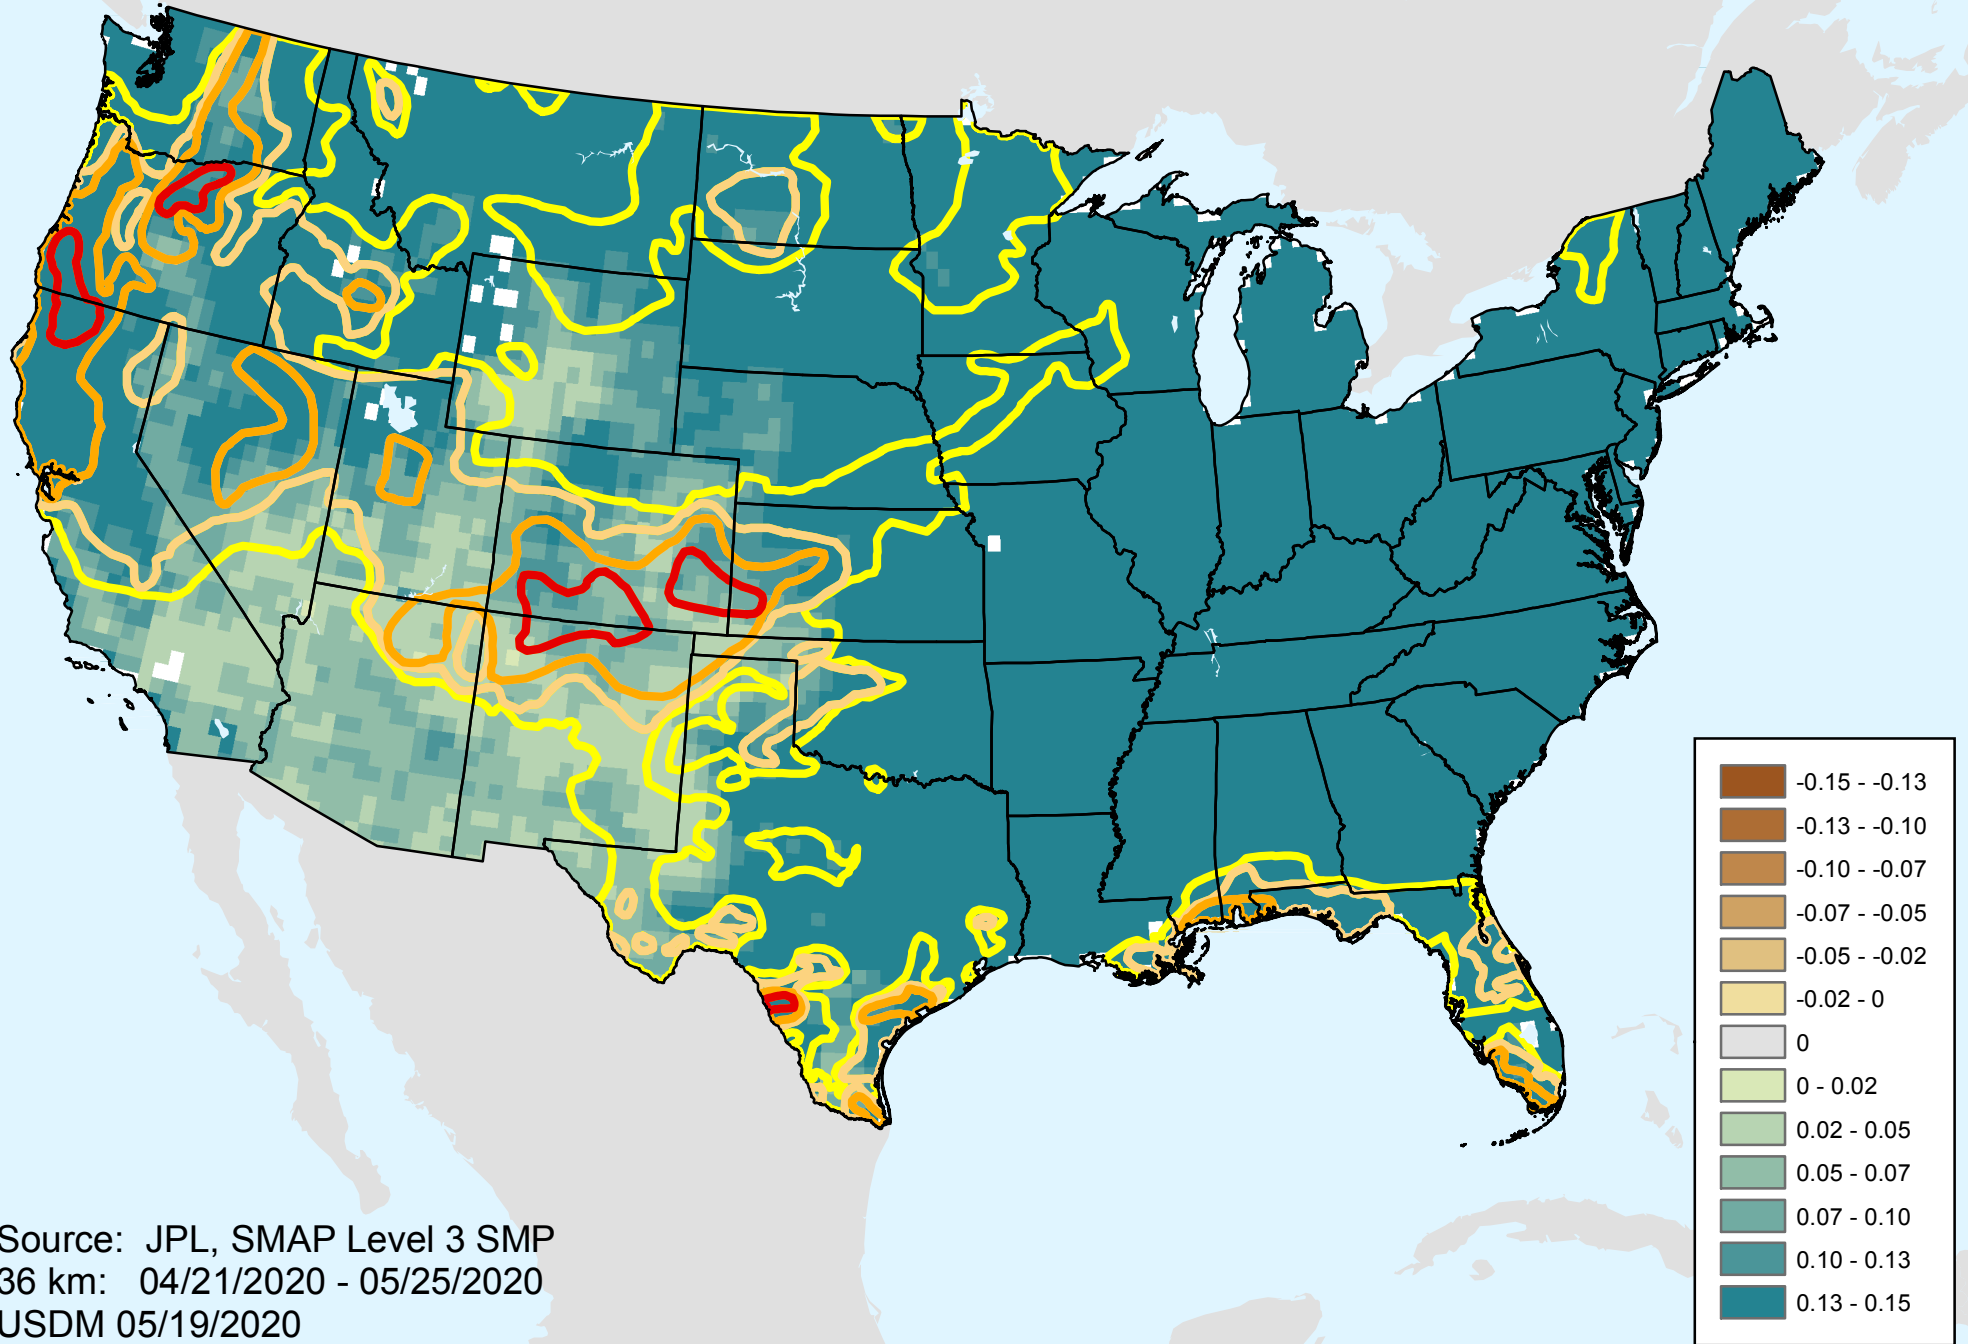 -0.15 - -0.13
-0.13 - -0.10
-0.10 - -0.07
-0.07 - -0.05
-0.05 - -0.02
-0.02 - 0
0
0 - 0.02
0.02 - 0.05
0.05 - 0.07
0.07 - 0.10
0.10 - 0.13
0.13 - 0.15
Source: JPL, SMAP Level 3 SMP
36 km: 04/21/2020 - 05/25/2020
USDM 05/19/2020